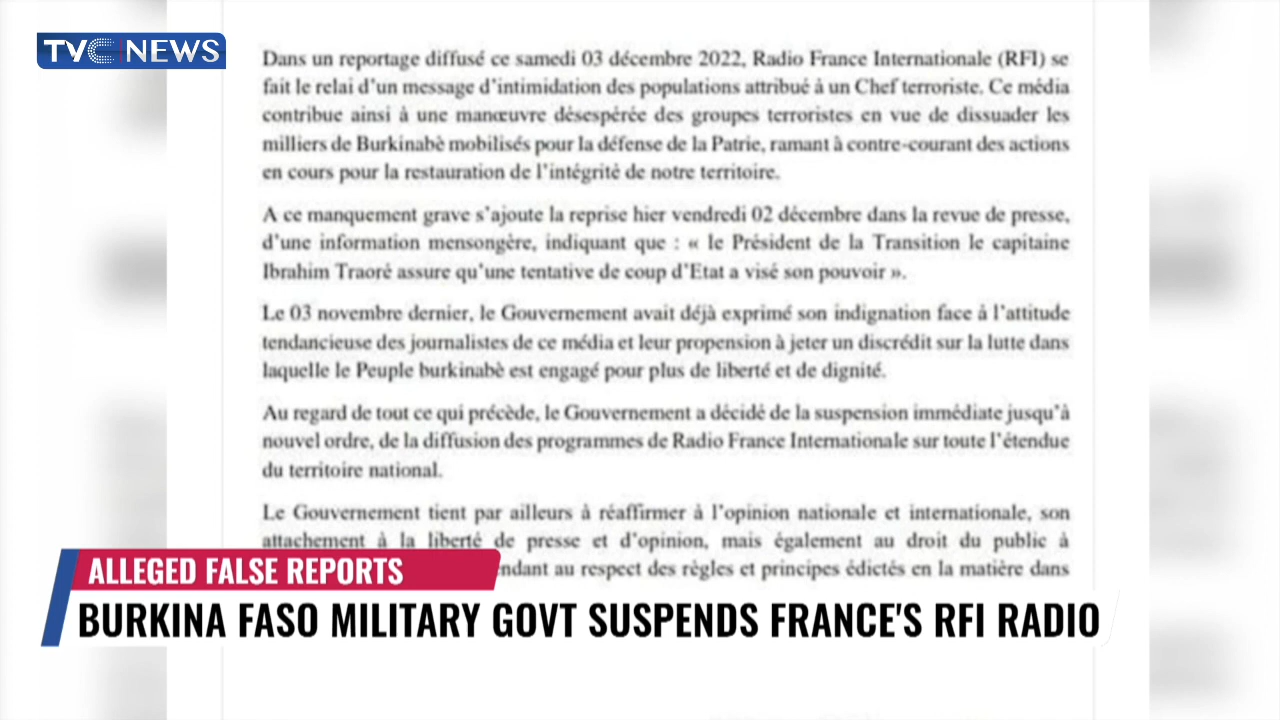 TVC NEWS
Dans un reportage diffusé ce samedi 03 décembre 2022, Radio France Internationale (RFI) se
fait le relai d'un message d'intimidation des populations attribué à un Chef terroriste. Ce média
contribue ainsi à une manœuvre désespérée des groupes terroristes en vue de dissuader les
milliers de Burkinabè mobilisés pour la défense de la Patrie, ramant à contre-courant des actions
en cours pour la restauration de l'intégrité de notre territoire.
A ce manquement grave s'ajoute la reprise hier vendredi 02 décembre dans la revue de presse,
d'une information mensongère, indiquant que : « le Président de la Transition le capitaine
Ibrahim Traoré assure qu'une tentative de coup d'Etat a visé son pouvoir ».
Le 03 novembre dernier, le Gouvernement avait déjà exprimé son indignation face à l'attitude
tendancieuse des journalistes de ce média et leur propension à jeter un discrédit sur la lutte dans
laquelle le Peuple burkinabè est engagé pour plus de liberté et de dignité.
Au regard de tout ce qui précède, le Gouvernement a décidé de la suspension immédiate jusqu'à
nouvel ordre, de la diffusion des programmes de Radio France Internationale sur toute l'étendue
du territoire national.
Le Gouvernement tient par ailleurs à réaffirmer à l'opinion nationale et internationale, son
attachement à la liberté de presse et d'opinion, mais également au droit du public à
au respect des règles et principes édictés en la matière dans
ALLEGED FALSE REPORTS
BURKINA FASO MILITARY GOVT SUSPENDS FRANCE'S RFI RADIO